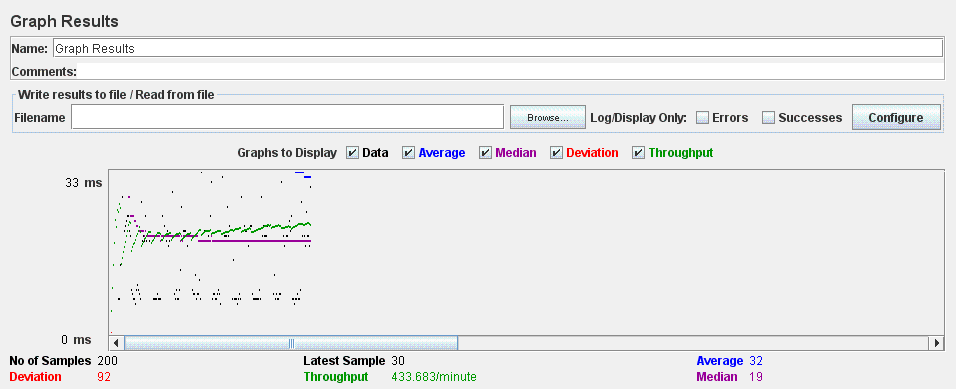 Graph Results
Name: Graph Results
Comments:
Write results to file / Read from file
Filename Browse... Log/Display Only: Errors Successes Configure
Graphs to Display Data Average Median Deviation Throughput
33 ms
0 ms
No of Samples 200 Latest Sample 30 Average 32
Deviation 92 Throughput 433.683/minute Median 19